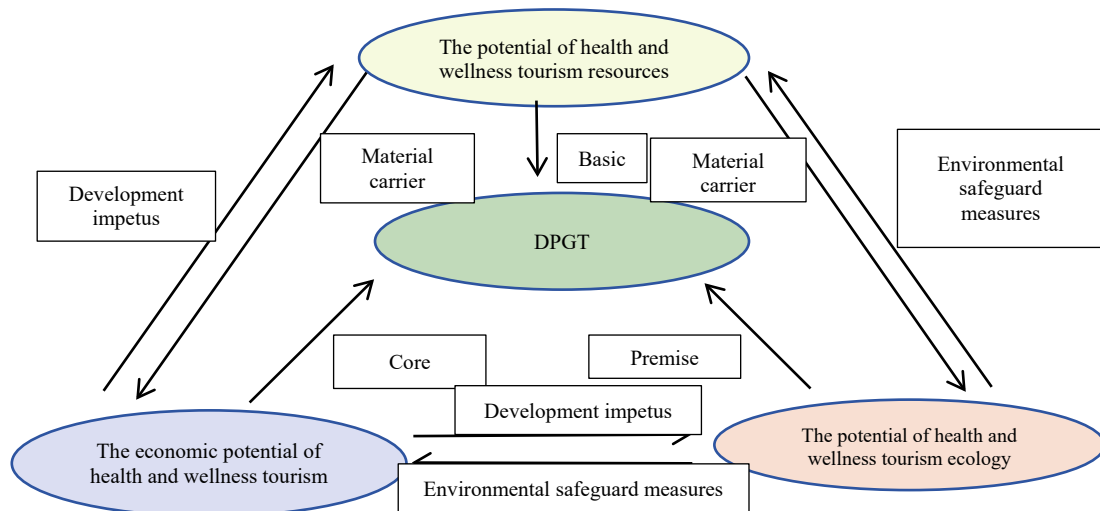 The potential of health and
wellness tourism resources
Development
impetus
Material
carrier
Basic
Material
carrier
Environmental
safeguard
measures
DPGT
Core
Premise
Development impetus
The economic potential of
health and wellness tourism
The potential of health and
wellness tourism ecology
Environmental safeguard measures